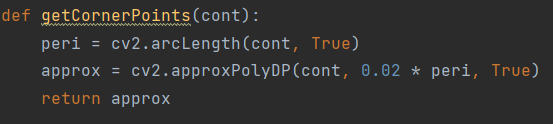 def getCornerPoints(cont):
    peri = cv2.arcLength(cont, True)
    approx = cv2.approxPolyDP(cont, 0.02 * peri, True)
    return approx